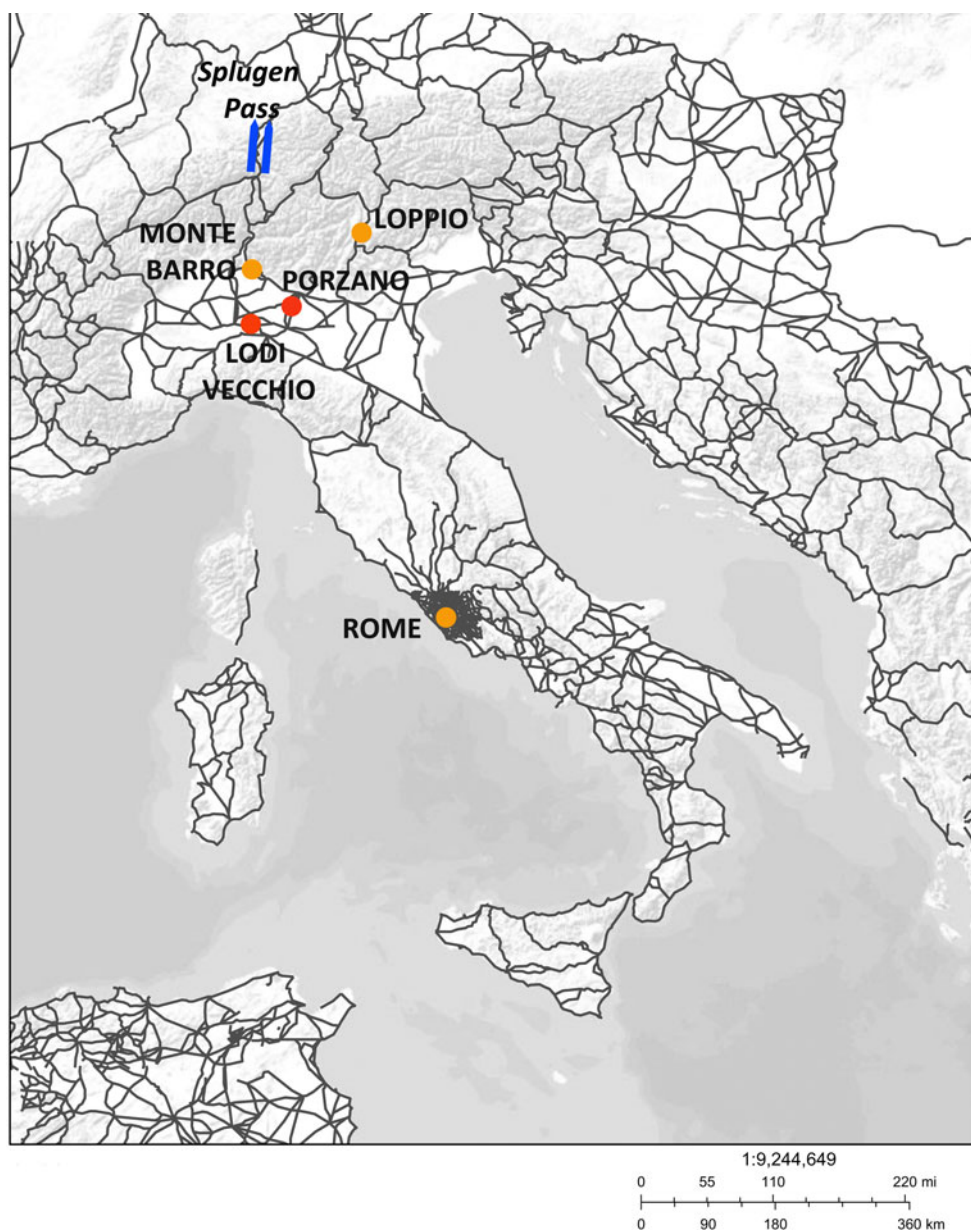 Splugen
Pass
LOPPIO
MONTE
BARRO
PORZANO
LODI
VECCHIO
ROME
1:9,244,649
0 55 110 220 mi
0 90 180 360 km